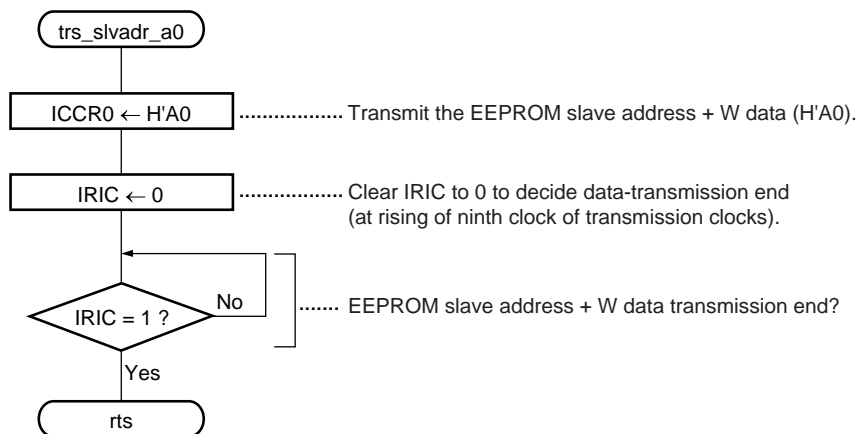 trs_slvadr_a0
ICCR0 ← H'A0 .................. Transmit the EEPROM slave address + W data (H'A0).
IRIC ← 0 .................. Clear IRIC to 0 to decide data-transmission end
(at rising of ninth clock of transmission clocks).
No
IRIC = 1 ? ....... EEPROM slave address + W data transmission end?
Yes
rts